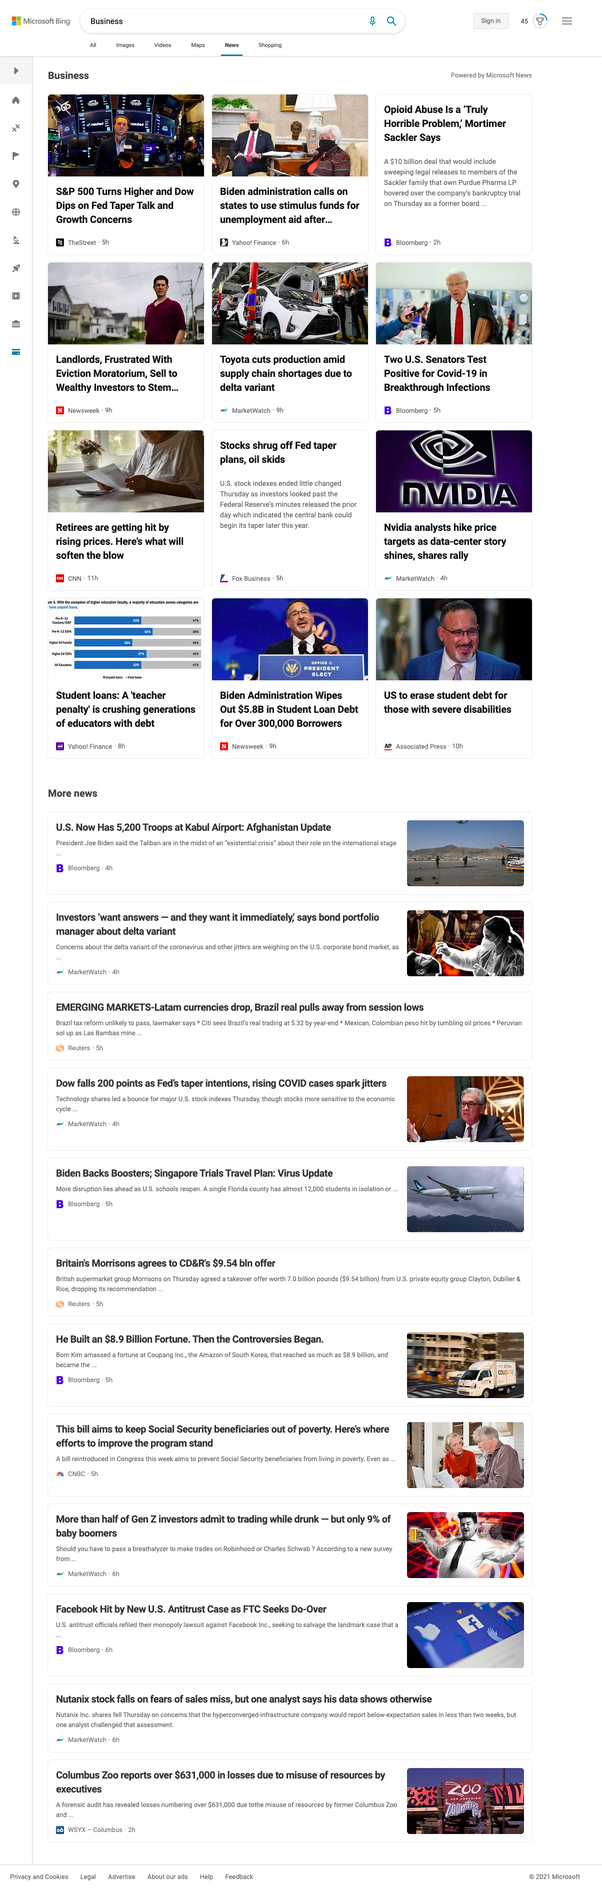 Microsoft Bing
Business
Sign in
45
All Images Videos Maps News Shopping
Business
Powered by Microsoft News
S&P 500 Turns Higher and Dow
Dips on Fed Taper Talk and
Growth Concerns
TheStreet · 5h
Biden administration calls on
states to use stimulus funds for
unemployment aid after...
Yahoo! Finance · 6h
Opioid Abuse Is a 'Truly
Horrible Problem,' Mortimer
Sackler Says
A $10 billion deal that would include
sweeping legal releases to members of the
Sackler family that own Purdue Pharma LP
hovered over the company's bankruptcy trial
on Thursday as a former board ...
Bloomberg · 2h
Landlords, Frustrated With
Eviction Moratorium, Sell to
Wealthy Investors to Stem...
Newsweek · 9h
Toyota cuts production amid
supply chain shortages due to
delta variant
MarketWatch · 9h
Two U.S. Senators Test
Positive for Covid-19 in
Breakthrough Infections
Bloomberg · 5h
Retirees are getting hit by
rising prices. Here's what will
soften the blow
CNN · 11h
Stocks shrug off Fed taper
plans, oil skids
U.S. stock indexes ended little changed
Thursday as investors looked past the
Federal Reserve's minutes released the prior
day which indicated the central bank could
begin its taper later this year.
Fox Business · 5h
NVIDIA
Nvidia analysts hike price
targets as data-center story
shines, shares rally
MarketWatch · 4h
Student loans: A 'teacher
penalty' is crushing generations
of educators with debt
Yahoo! Finance · 8h
OFFICE of the
PRESIDENT ELECT
Biden Administration Wipes
Out $5.8B in Student Loan Debt
for Over 300,000 Borrowers
Newsweek · 9h
US to erase student debt for
those with severe disabilities
AP Associated Press · 10h
More news
U.S. Now Has 5,200 Troops at Kabul Airport: Afghanistan Update
President Joe Biden said the Taliban are in the midst of an "existential crisis" about their role on the international stage
...
Bloomberg · 4h
Investors 'want answers — and they want it immediately,' says bond portfolio
manager about delta variant
Concerns about the delta variant of the coronavirus and other jitters are weighing on the U.S. corporate bond market, as
...
MarketWatch · 4h
EMERGING MARKETS-Latam currencies drop, Brazil real pulls away from session lows
Brazil tax reform unlikely to pass, lawmaker says * Citi sees Brazil's real trading at 5.32 by year-end * Mexican, Colombian peso hit by tumbling oil prices * Peruvian
sol up as Las Bambas mine ...
Reuters · 5h
Dow falls 200 points as Fed's taper intentions, rising COVID cases spark jitters
Technology shares led a bounce for major U.S. stock indexes Thursday, though stocks more sensitive to the economic
cycle ...
MarketWatch · 4h
Biden Backs Boosters; Singapore Trials Travel Plan: Virus Update
More disruption lies ahead as U.S. schools reopen. A single Florida county has almost 12,000 students in isolation or ...
Bloomberg · 5h
Britain's Morrisons agrees to CD&R's $9.54 bln offer
British supermarket group Morrisons on Thursday agreed a takeover offer worth 7.0 billion pounds ($9.54 billion) from U.S. private equity group Clayton, Dubilier &
Rice, dropping its recommendation ...
Reuters · 5h
He Built an $8.9 Billion Fortune. Then the Controversies Began.
Bom Kim amassed a fortune at Coupang Inc., the Amazon of South Korea, that reached as much as $8.9 billion, and
became the ...
Bloomberg · 5h
This bill aims to keep Social Security beneficiaries out of poverty. Here's where
efforts to improve the program stand
A bill reintroduced in Congress this week aims to prevent Social Security beneficiaries from living in poverty. Even as ...
CNBC · 5h
More than half of Gen Z investors admit to trading while drunk — but only 9% of
baby boomers
Should you have to pass a breathalyzer to make trades on Robinhood or Charles Schwab ? According to a new survey
from ...
MarketWatch · 6h
Facebook Hit by New U.S. Antitrust Case as FTC Seeks Do-Over
U.S. antitrust officials refiled their monopoly lawsuit against Facebook Inc., seeking to salvage the landmark case that a
...
Bloomberg · 6h
Nutanix stock falls on fears of sales miss, but one analyst says his data shows otherwise
Nutanix Inc. shares fell Thursday on concerns that the hyperconverged-infrastructure company would report below-expectation sales in less than two weeks, but
one analyst challenged that assessment.
MarketWatch · 6h
Columbus Zoo reports over $631,000 in losses due to misuse of resources by
executives
A forensic audit has revealed losses numbering over $631,000 due tothe misuse of resources by former Columbus Zoo
and ...
WSYX – Columbus · 2h
ZOO
Privacy and Cookies Legal Advertise About our ads Help Feedback
© 2021 Microsoft